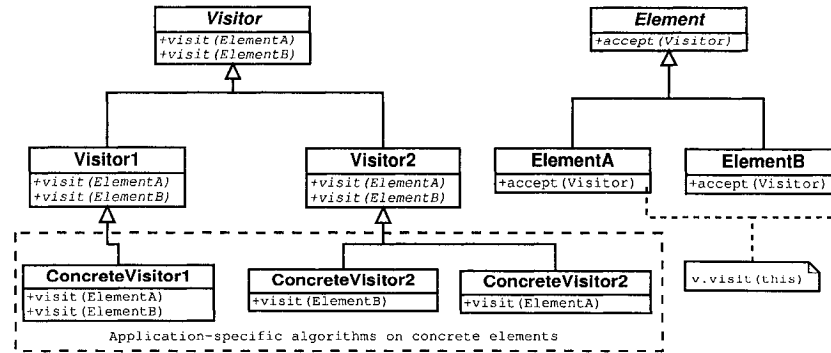 Visitor
+visit(ElementA)
+visit(ElementB)
Element
+accept(Visitor)
Visitor1
+visit(ElementA)
+visit(ElementB)
Visitor2
+visit(ElementA)
+visit(ElementB)
ElementA
+accept(Visitor)
ElementB
+accept(Visitor)
ConcreteVisitor1
+visit(ElementA)
+visit(ElementB)
ConcreteVisitor2
+visit(ElementB)
ConcreteVisitor2
+visit(ElementA)
v.visit(this)
Application-specific algorithms on concrete elements